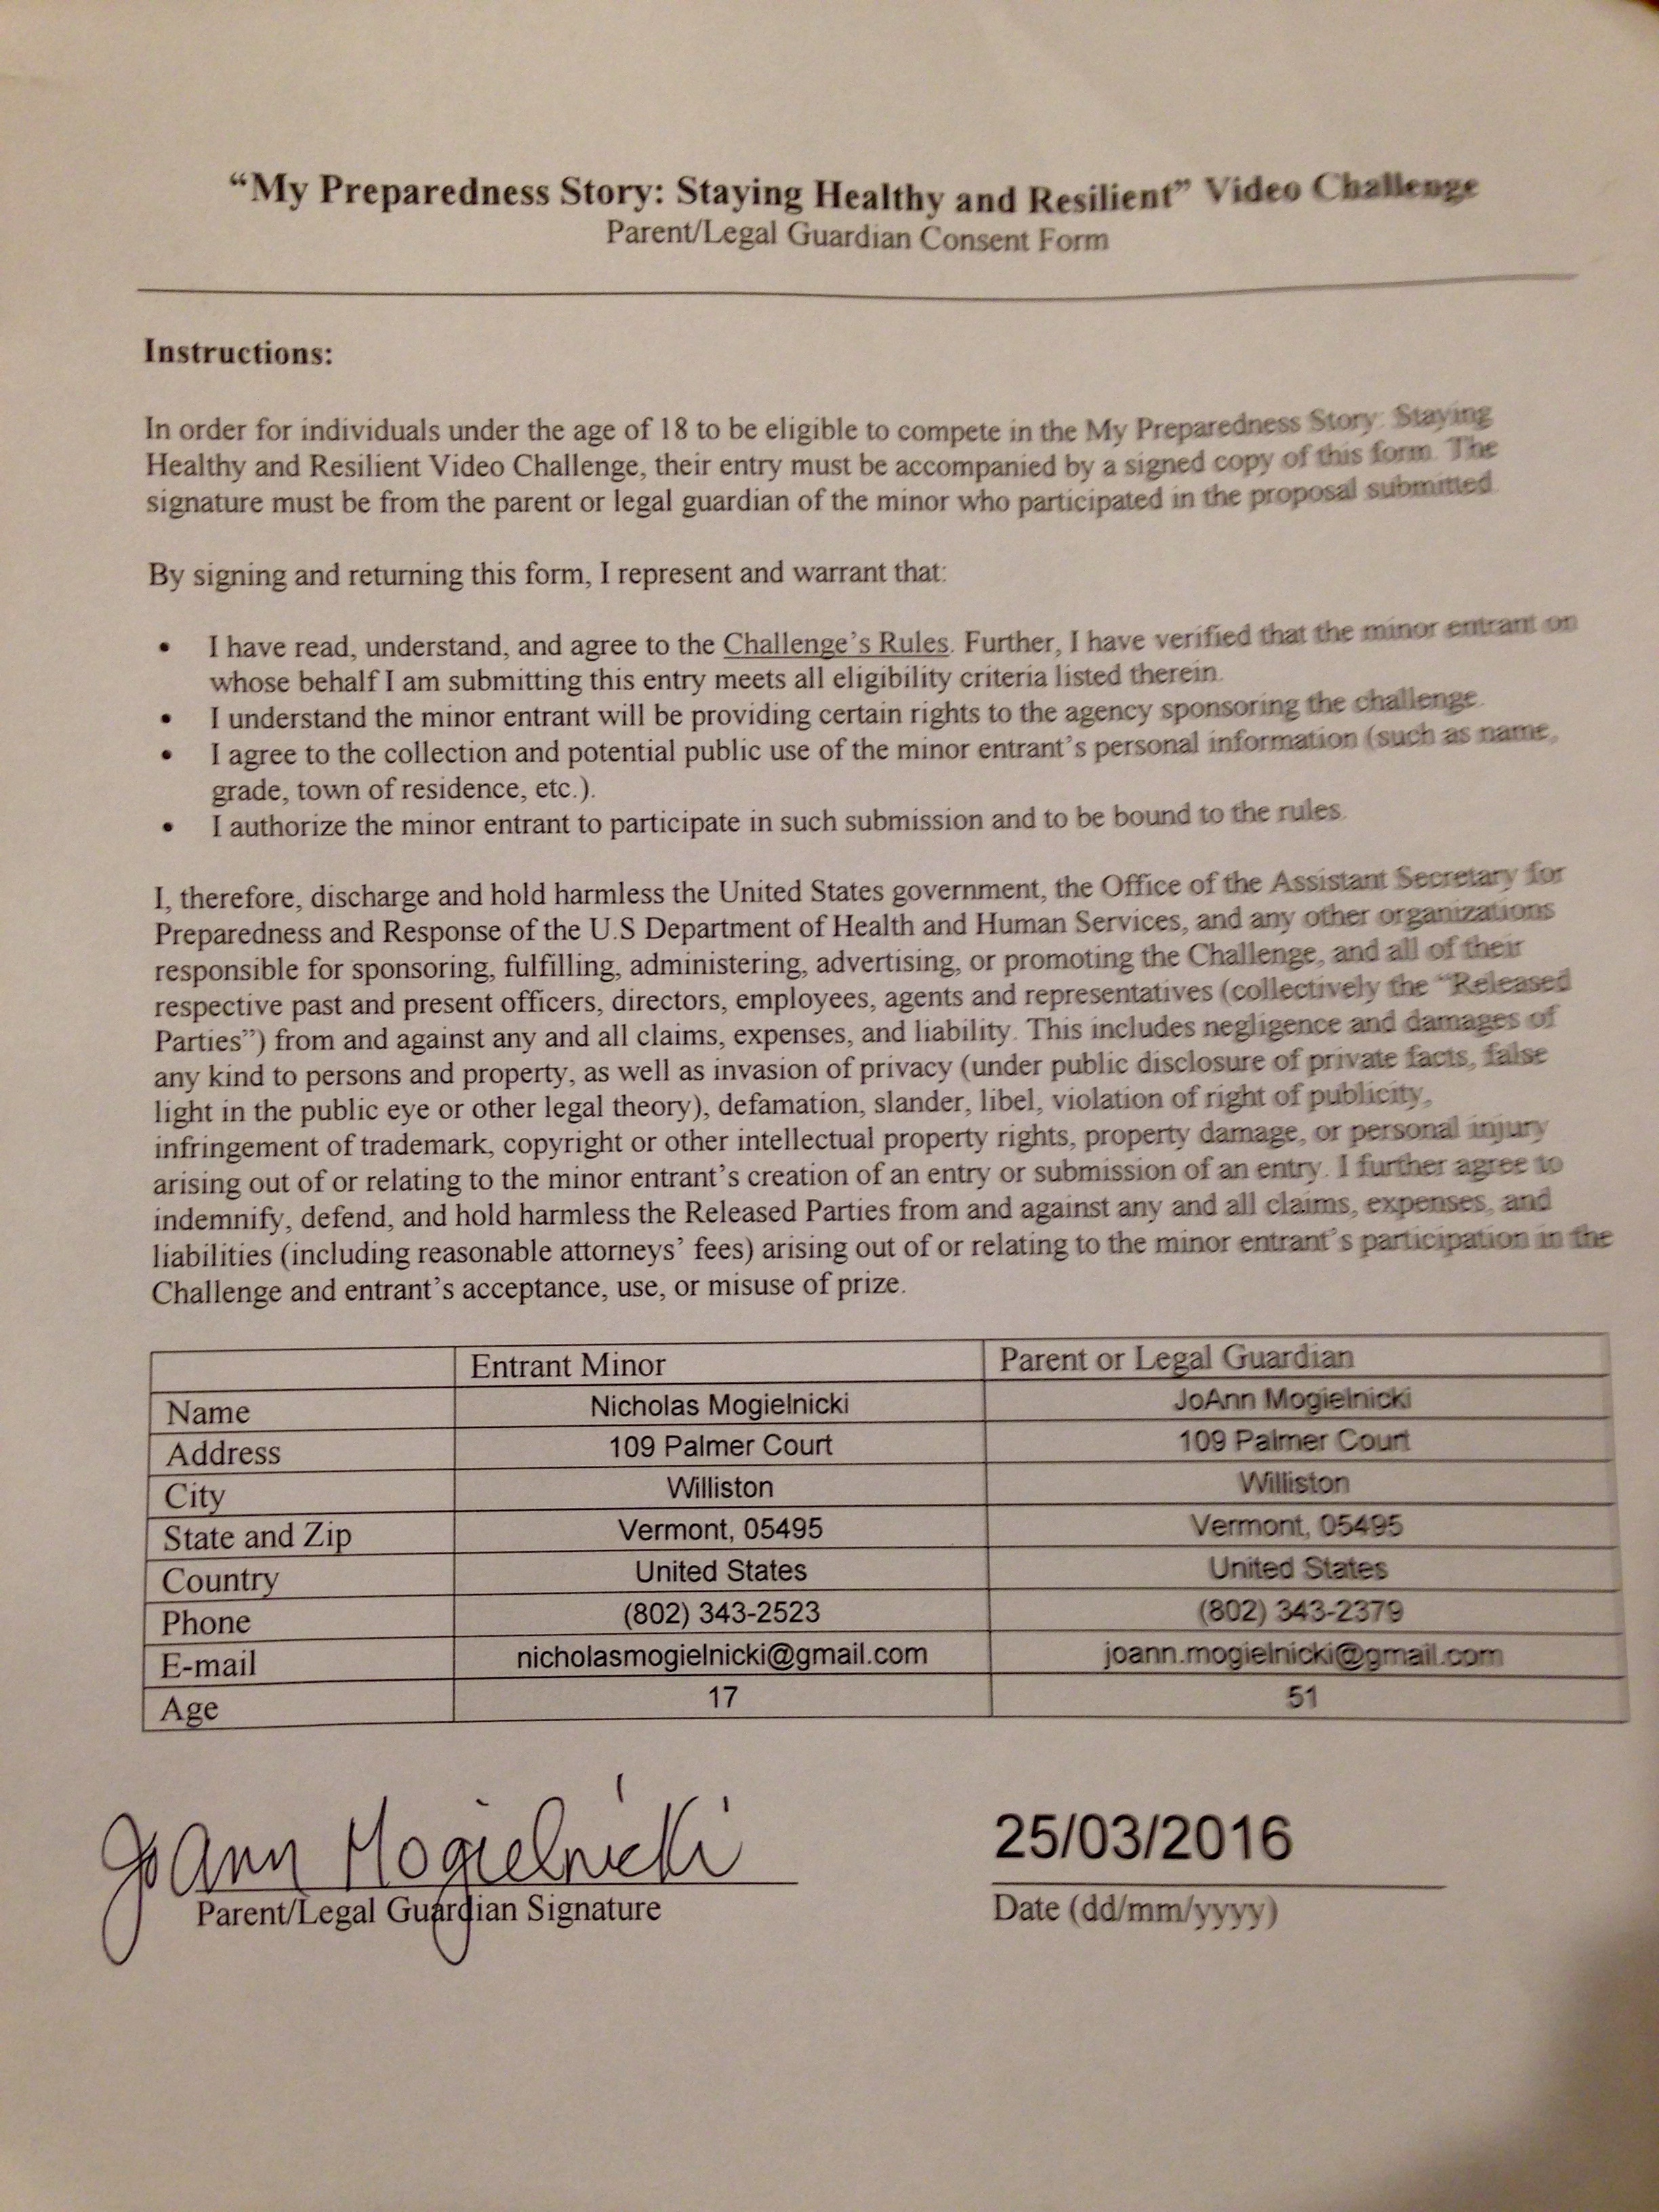 “My Preparedness Story: Staying Healthy and Resilient” Video Challenge
Parent/Legal Guardian Consent Form
Instructions:
In order for individuals under the age of 18 to be eligible to compete in the My Preparedness Story: Staying
Healthy and Resilient Video Challenge, their entry must be accompanied by a signed copy of this form. The
signature must be from the parent or legal guardian of the minor who participated in the proposal submitted.
By signing and returning this form, I represent and warrant that:
• I have read, understand, and agree to the Challenge’s Rules. Further, I have verified that the minor entrant on
whose behalf I am submitting this entry meets all eligibility criteria listed therein.
• I understand the minor entrant will be providing certain rights to the agency sponsoring the challenge.
• I agree to the collection and potential public use of the minor entrant’s personal information (such as name,
grade, town of residence, etc.).
• I authorize the minor entrant to participate in such submission and to be bound to the rules.
I, therefore, discharge and hold harmless the United States government, the Office of the Assistant Secretary for
Preparedness and Response of the U.S Department of Health and Human Services, and any other organizations
responsible for sponsoring, fulfilling, administering, advertising, or promoting the Challenge, and all of their
respective past and present officers, directors, employees, agents and representatives (collectively the “Released
Parties”) from and against any and all claims, expenses, and liability. This includes negligence and damages of
any kind to persons and property, as well as invasion of privacy (under public disclosure of private facts, false
light in the public eye or other legal theory), defamation, slander, libel, violation of right of publicity,
infringement of trademark, copyright or other intellectual property rights, property damage, or personal injury
arising out of or relating to the minor entrant’s creation of an entry or submission of an entry. I further agree to
indemnify, defend, and hold harmless the Released Parties from and against any and all claims, expenses, and
liabilities (including reasonable attorneys’ fees) arising out of or relating to the minor entrant’s participation in the
Challenge and entrant’s acceptance, use, or misuse of prize.
Entrant Minor Parent or Legal Guardian
Name Nicholas Mogielnicki JoAnn Mogielnicki
Address 109 Palmer Court 109 Palmer Court
City Williston Williston
State and Zip Vermont, 05495 Vermont, 05495
Country United States United States
Phone (802) 343-2523 (802) 343-2379
E-mail nicholasmogielnicki@gmail.com joann.mogielnicki@gmail.com
Age 17 51
JoAnn Mogielnicki 25/03/2016
Parent/Legal Guardian Signature Date (dd/mm/yyyy)